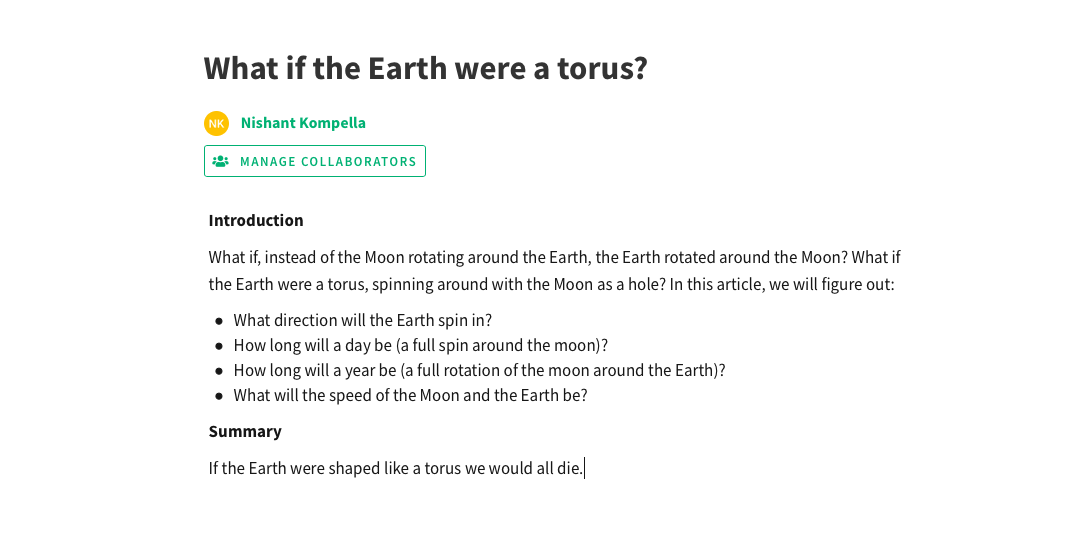 What if the Earth were a torus?
NK Nishant Kompella
MANAGE COLLABORATORS
Introduction
What if, instead of the Moon rotating around the Earth, the Earth rotated around the Moon? What if
the Earth were a torus, spinning around with the Moon as a hole? In this article, we will figure out:
● What direction will the Earth spin in?
● How long will a day be (a full spin around the moon)?
● How long will a year be (a full rotation of the moon around the Earth)?
● What will the speed of the Moon and the Earth be?
Summary
If the Earth were shaped like a torus we would all die.